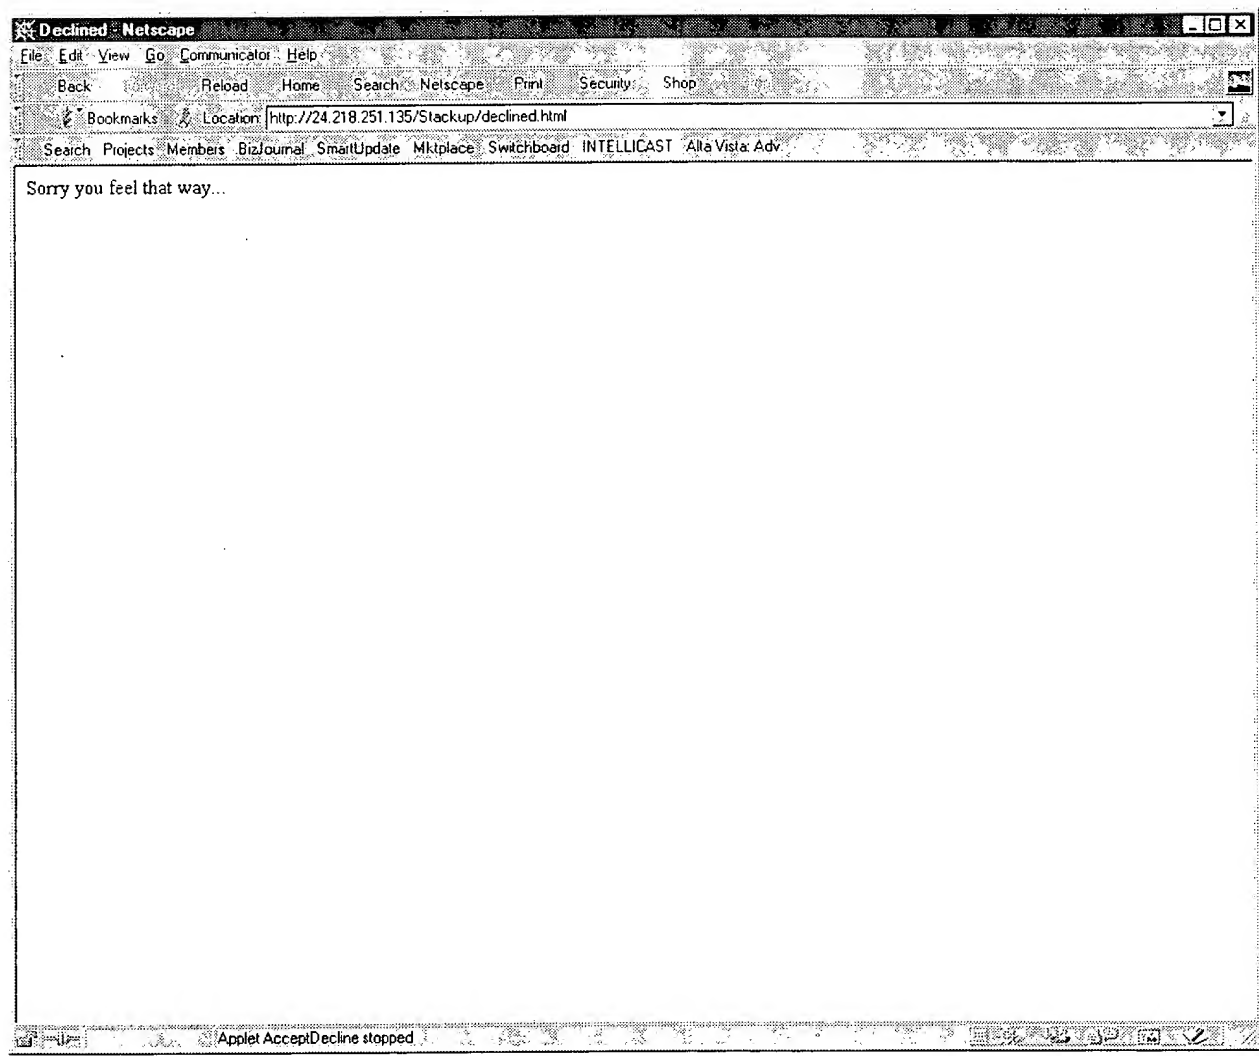 Declined - Netscape
File Edit View Go Communicator Help
Back Reload Home Search Netscape Print Security Shop
Bookmarks Location: http://24.218.251.135/Stackup/declined.html
Search Projects Members BizJournal SmartUpdate Mktplace Switchboard INTELLICAST Alta Vista: Adv
Sorry you feel that way...
Applet AcceptDecline stopped